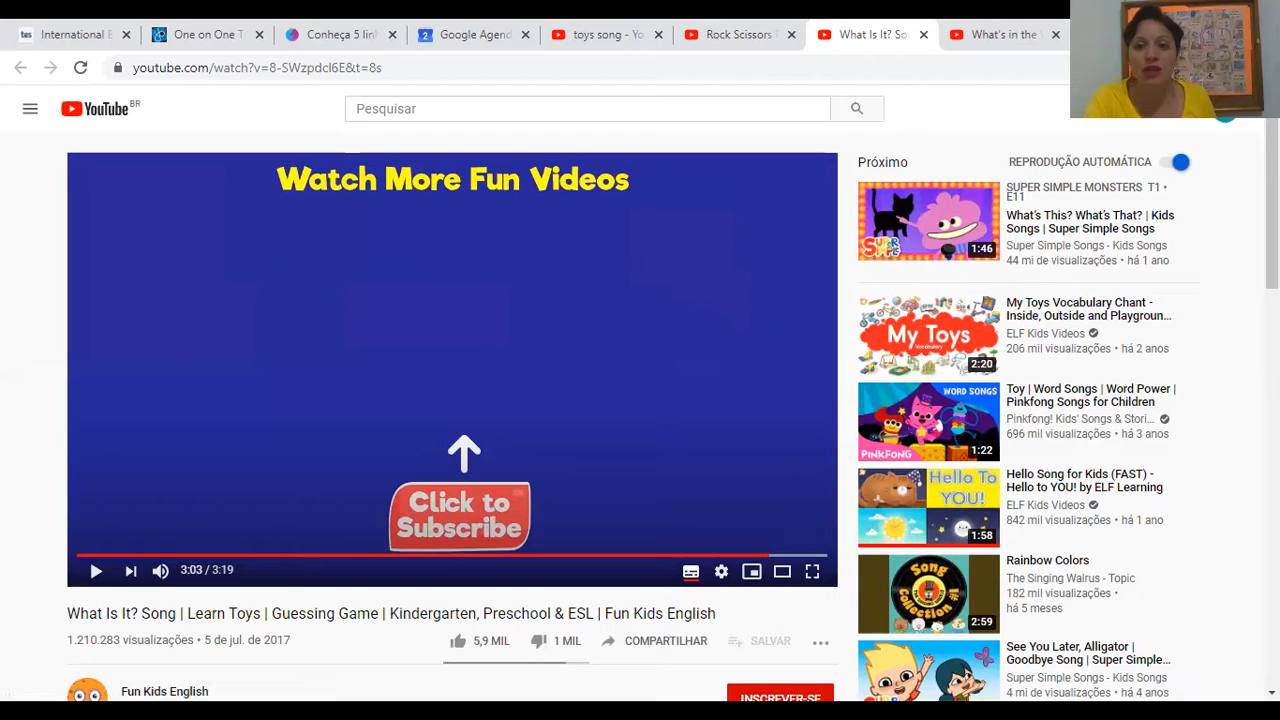 International E
One on One T
Conheça 5 lin
Google Agend
toys song - Yo
Rock Scissors
What Is It? So
What's in the
youtube.com/watch?v=8-SWzpdcI6E&t=8s
YouTube BR
Pesquisar
Watch More Fun Videos
Click to
Subscribe
3:03 / 3:19
What Is It? Song | Learn Toys | Guessing Game | Kindergarten, Preschool & ESL | Fun Kids English
1.210.283 visualizações • 5 de jul. de 2017
5,9 MIL
1 MIL
COMPARTILHAR
SALVAR
Fun Kids English
INSCREVER-SE
Próximo
REPRODUÇÃO AUTOMÁTICA
SUPER SIMPLE MONSTERS T1 •
E11
What's This? What's That? | Kids
Songs | Super Simple Songs
Super Simple Songs - Kids Songs
44 mi de visualizações • há 1 ano
SUPER
SIMPLE
1:46
My Toys Vocabulary Chant -
Inside, Outside and Playgroun...
ELF Kids Videos
206 mil visualizações • há 2 anos
My Toys
Vocabulary
2:20
Toy | Word Songs | Word Power |
Pinkfong Songs for Children
Pinkfong! Kids' Songs & Stori...
696 mil visualizações • há 3 anos
WORD SONGS
PINKFONG
1:22
Hello Song for Kids (FAST) -
Hello to YOU! by ELF Learning
ELF Kids Videos
842 mil visualizações • há 1 ano
Hello To
YOU!
1:58
Rainbow Colors
The Singing Walrus - Topic
182 mil visualizações •
há 5 meses
Song
Collection
2:59
See You Later, Alligator |
Goodbye Song | Super Simple...
Super Simple Songs - Kids Songs
4 mi de visualizações • há 4 anos